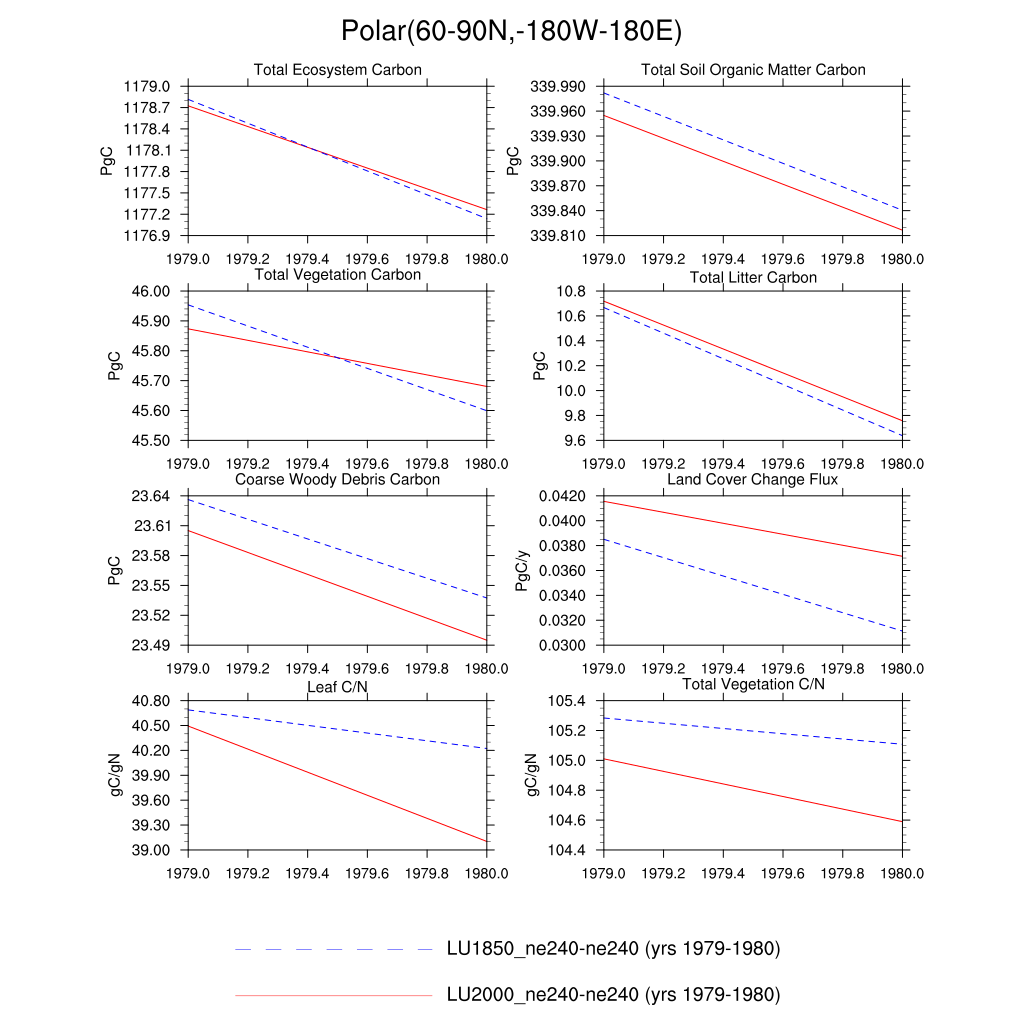 Polar(60-90N,-180W-180E)
Total Ecosystem Carbon
1179.0
1178.7
1178.4
1178.1
1177.8
1177.5
1177.2
1176.9
PgC
1979.0 1979.2 1979.4 1979.6 1979.8 1980.0
Total Soil Organic Matter Carbon
339.990
339.960
339.930
339.900
339.870
339.840
339.810
PgC
1979.0 1979.2 1979.4 1979.6 1979.8 1980.0
Total Vegetation Carbon
46.00
45.90
45.80
45.70
45.60
45.50
PgC
1979.0 1979.2 1979.4 1979.6 1979.8 1980.0
Total Litter Carbon
10.8
10.6
10.4
10.2
10.0
9.8
9.6
PgC
1979.0 1979.2 1979.4 1979.6 1979.8 1980.0
Coarse Woody Debris Carbon
23.64
23.61
23.58
23.55
23.52
23.49
PgC
1979.0 1979.2 1979.4 1979.6 1979.8 1980.0
Land Cover Change Flux
0.0420
0.0400
0.0380
0.0360
0.0340
0.0320
0.0300
PgC/y
1979.0 1979.2 1979.4 1979.6 1979.8 1980.0
Leaf C/N
40.80
40.50
40.20
39.90
39.60
39.30
39.00
gC/gN
1979.0 1979.2 1979.4 1979.6 1979.8 1980.0
Total Vegetation C/N
105.4
105.2
105.0
104.8
104.6
104.4
gC/gN
1979.0 1979.2 1979.4 1979.6 1979.8 1980.0
LU1850_ne240-ne240 (yrs 1979-1980)
LU2000_ne240-ne240 (yrs 1979-1980)